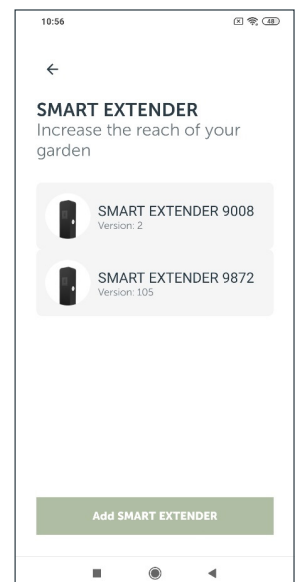 10:56
48
SMART EXTENDER
Increase the reach of your
garden
SMART EXTENDER 9008
Version: 2
SMART EXTENDER 9872
Version: 105
Add SMART EXTENDER